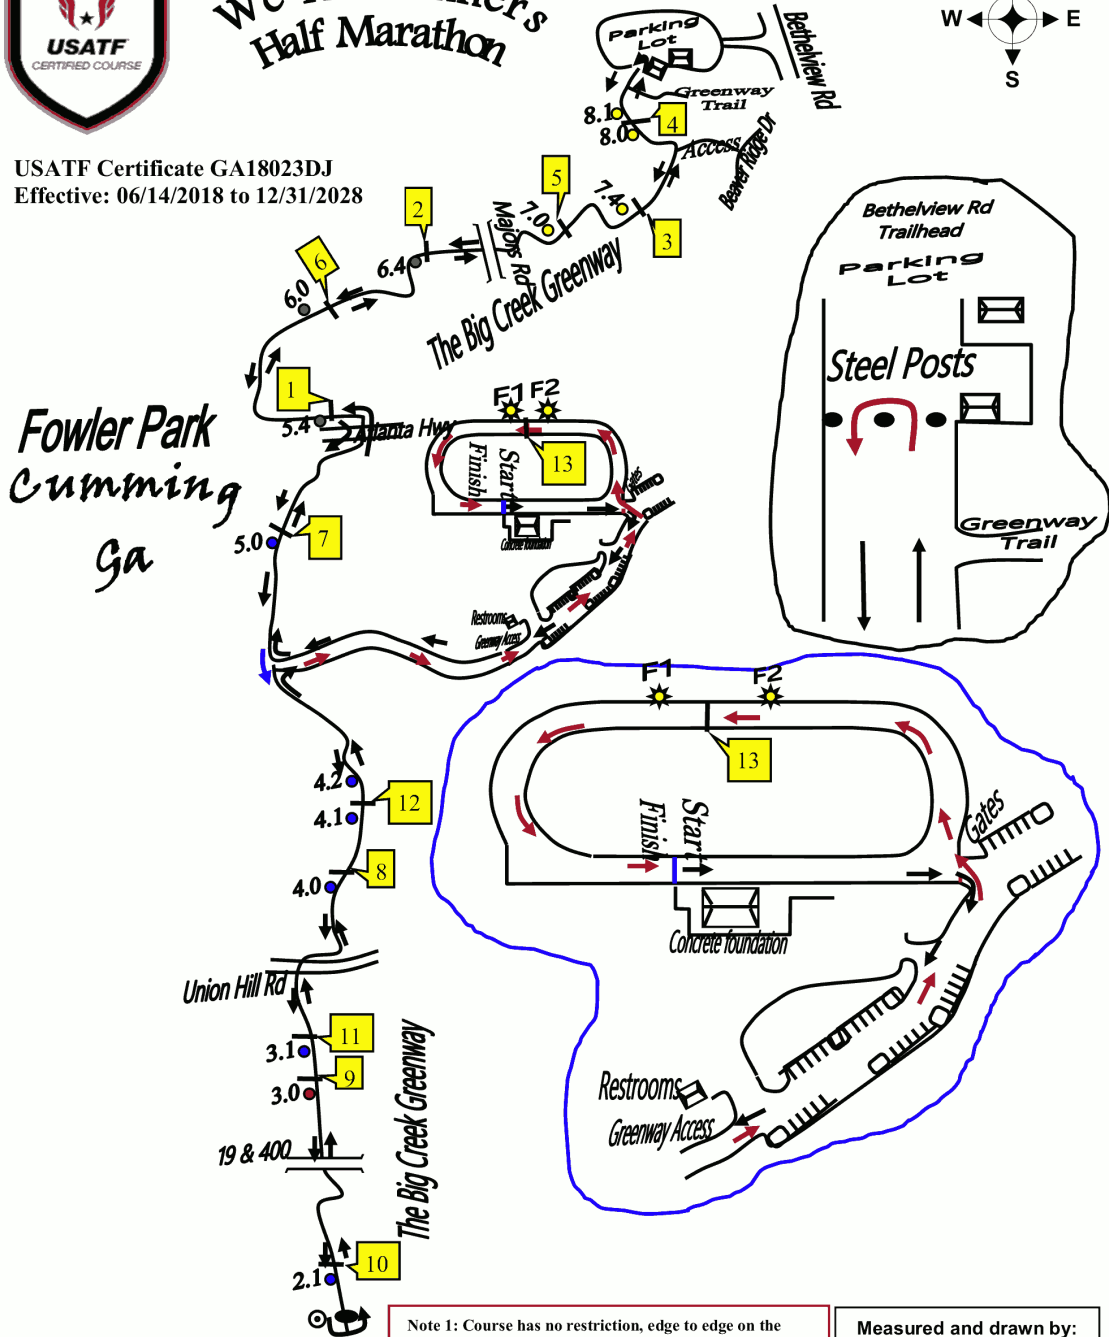 Half Marathon
USATF
CERTIFIED COURSE
USATF Certificate GA18023DJ
Effective: 06/14/2018 to 12/31/2028
W E
S
Parking
Lot
Bethelview Rd
Greenway
Trail
8.1
4
8.0
Access
Beaver Ridge Dr
5
7.4
7.0
3
2
Majors Rd
6.4
6
6.0
The Big Creek Greenway
1
5.4
Atlanta Hwy
Fowler Park
Cumming
Ga
F1 F2
13
Finish
Start
Gates
Concrete foundation
7
5.0
Restrooms
Greenway Access
Bethelview Rd
Trailhead
Parking
Lot
Steel Posts
Greenway
Trail
4.2
12
4.1
8
4.0
Union Hill Rd
11
3.1
9
3.0
19 & 400
The Big Creek Greenway
10
2.1
F1 F2
13
Finish
Start
Gates
Concrete foundation
Restrooms
Greenway Access
Note 1: Course has no restriction, edge to edge on the
Measured and drawn by: